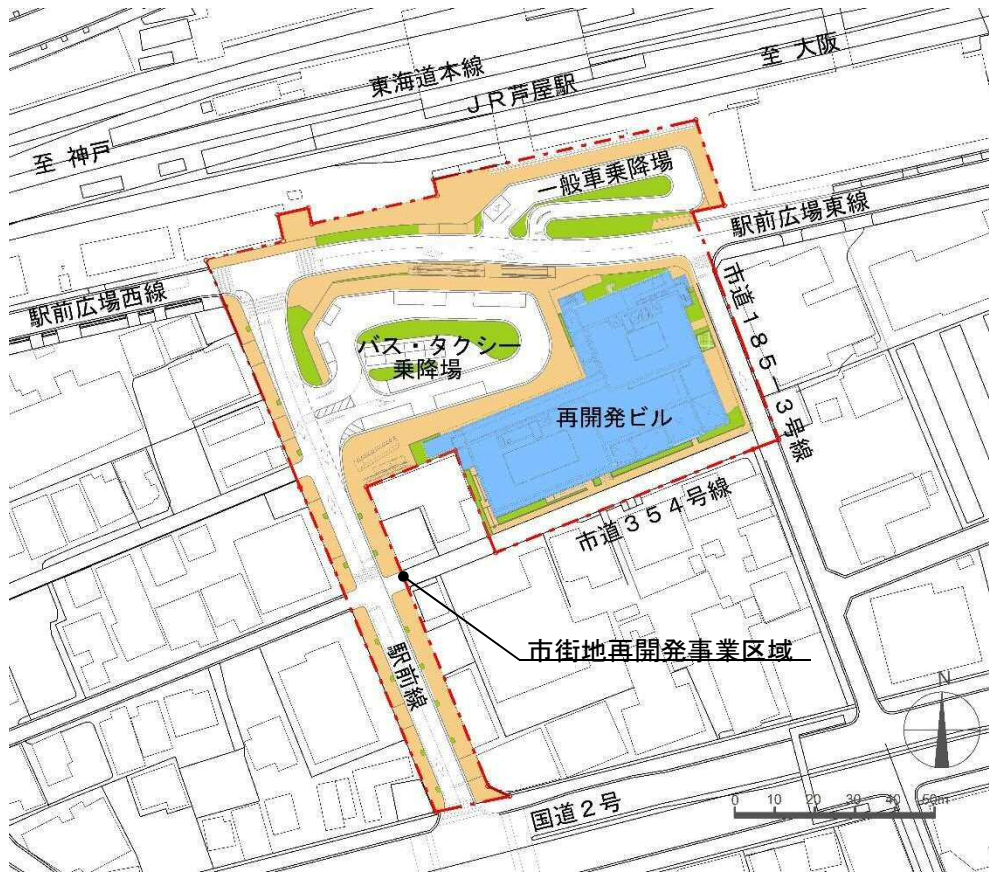 東海道本線
至 大阪
JR芦屋駅
至 神戸
一般車乗降場
駅前広場東線
駅前広場西線
市道185-3号線
バス・タクシー
乗降場
再開発ビル
市道354号線
市街地再開発事業区域
駅前線
N
0 10 20 30 40 50m
国道2号